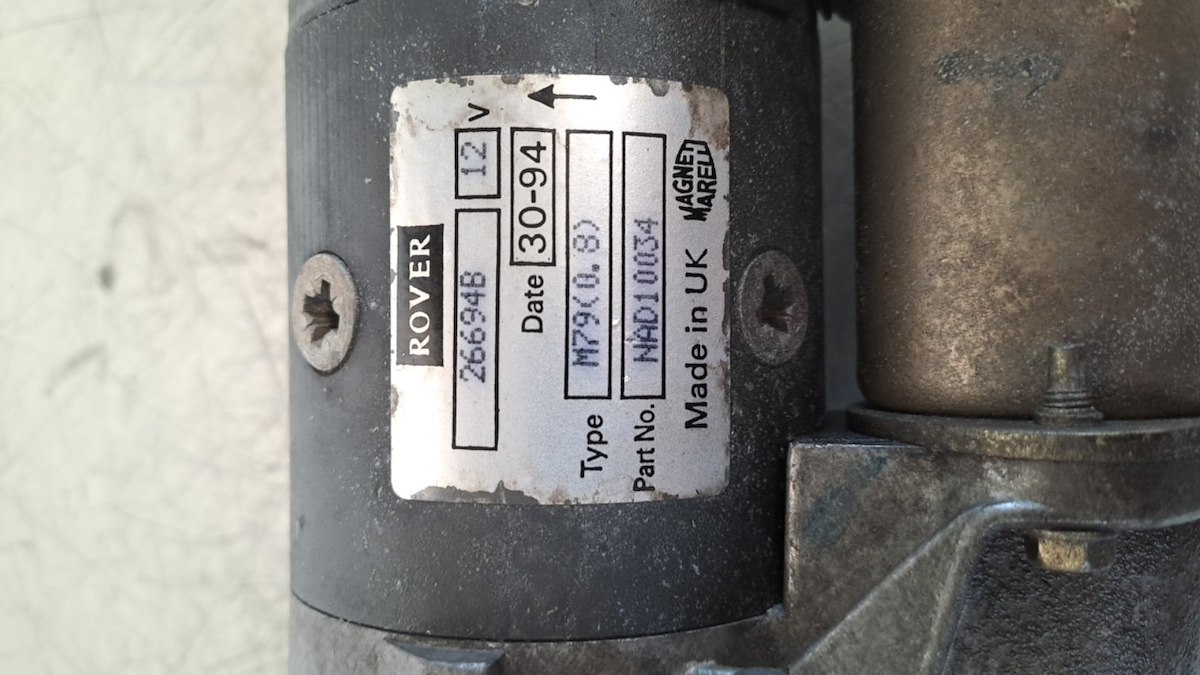 ROVER
26694B 12 V
Date 30-94
Type M79(0.8)
Part No. NAD10034
Made in UK MAGNETI MARELLI